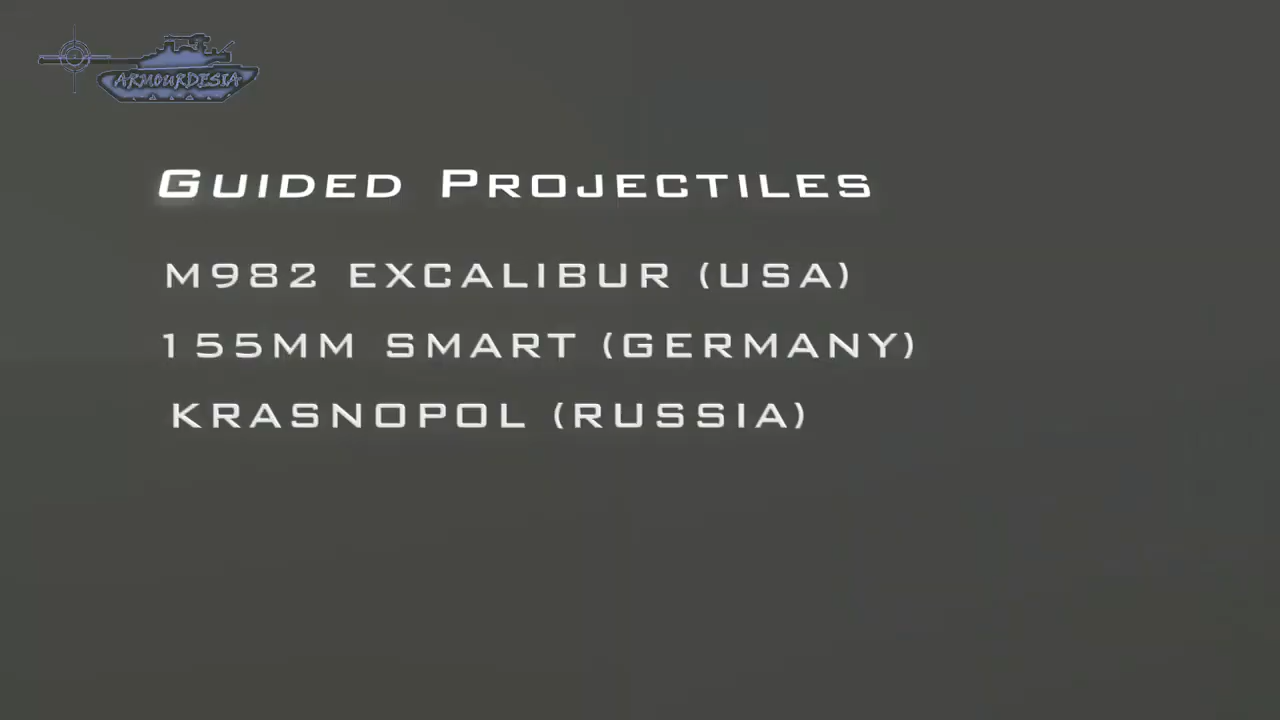 ARMOURDESIA
GUIDED PROJECTILES
M982 EXCALIBUR (USA)
155MM SMART (GERMANY)
KRASNOPOL (RUSSIA)